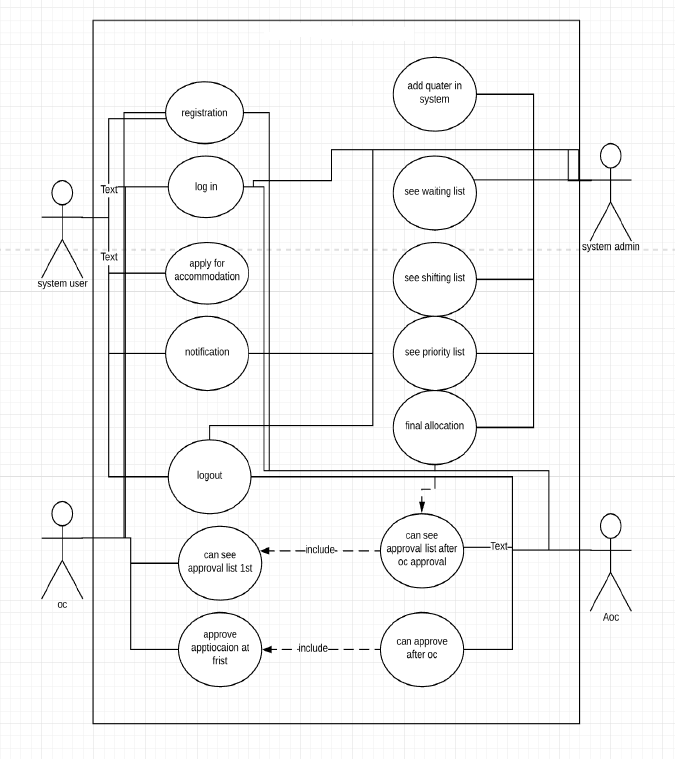 add quater in
system
registration
Text
log in
see waiting list
system admin
Text
apply for
accommodation
see shifting list
system user
notification
see priority list
final allocation
logout
can see
approval list 1st
include
can see
approval list after
oc approval
Text
oc
Aoc
approve
apptiocaion at
frist
include
can approve
after oc